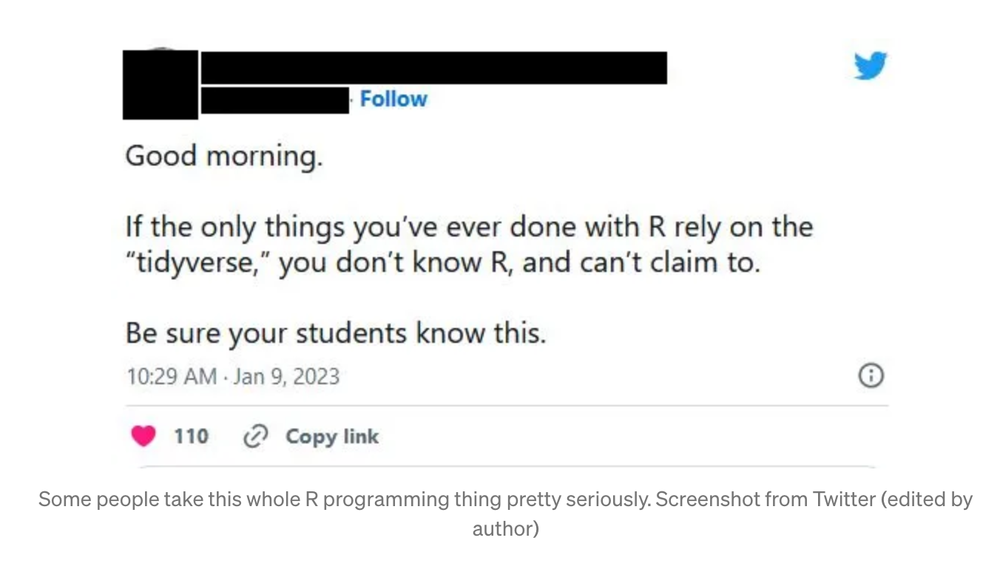 Follow
Good morning.
If the only things you’ve ever done with R rely on the
“tidyverse,” you don’t know R, and can’t claim to.
Be sure your students know this.
10:29 AM · Jan 9, 2023
110 Copy link
Some people take this whole R programming thing pretty seriously. Screenshot from Twitter (edited by
author)